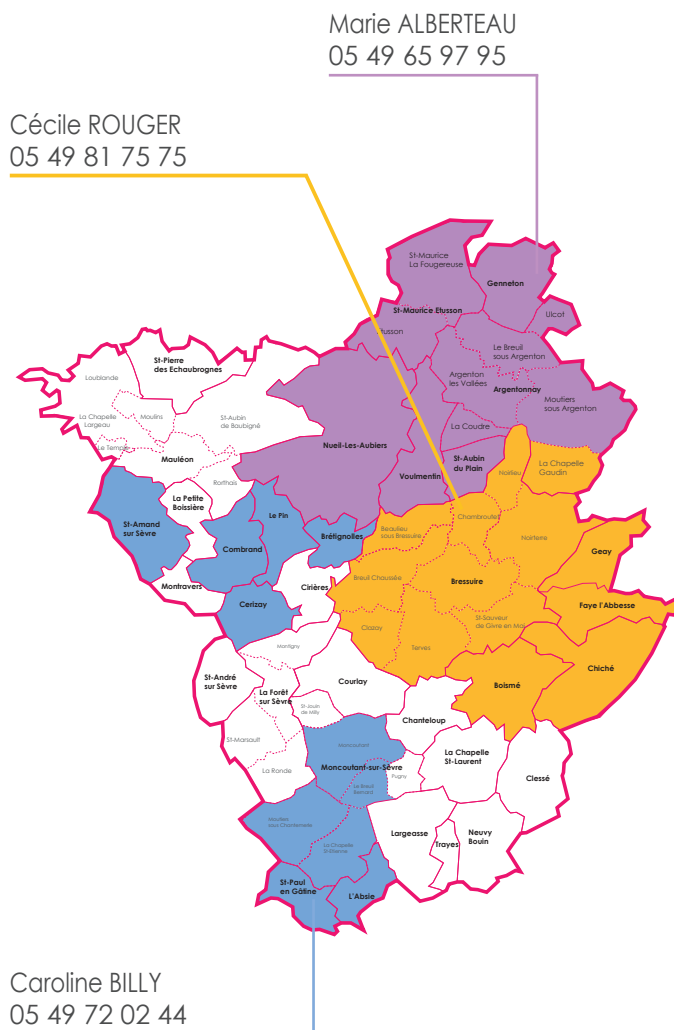 Marie ALBERTEAU
05 49 65 97 95
Cécile ROUGER
05 49 81 75 75
St-Maurice
La Fougereuse
Genneton
St-Maurice Etusson
Ulcot
Etusson
Le Breuil
sous Argenton
St-Pierre
des Echaubrognes
Argenton
les Vallées
Argentonnay
Loublande
Moutiers
sous Argenton
La Chapelle
Largeau
Moulins
St-Aubin
de Baubigné
La Coudre
Le Temple
Nueil-Les-Aubiers
Mauléon
St-Aubin
du Plain
La Chapelle
Gaudin
Voulmentin
Noirlieu
Rorthais
La Petite
Boissière
Le Pin
St-Amand
sur Sèvre
Chambroutet
Beaulieu
sous Bressuire
Brétignolles
Noirterre
Combrand
Geay
Breuil Chaussée
Bressuire
Montravers
Cirières
Cerizay
Faye l'Abbesse
St-Sauveur
de Givre en Mai
Clazay
Terves
Montigny
Chiché
St-André
sur Sèvre
Courlay
Boismé
La Forêt
sur Sèvre
St-Jouin
de Milly
Chanteloup
St-Marsault
Moncoutant
La Chapelle
St-Laurent
Moncoutant-sur-Sèvre
La Ronde
Pugny
Clessé
Le Breuil
Bernard
Moutiers
sous Chantemerle
Largeasse
Neuvy
Bouin
Trayes
La Chapelle
St-Etienne
St-Paul
en Gâtine
L'Absie
Caroline BILLY
05 49 72 02 44